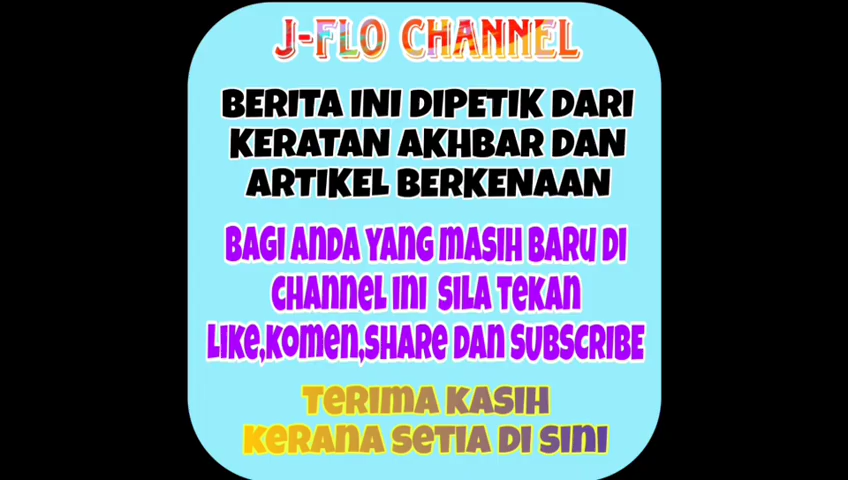 J-FLO CHANNEL
BERITA INI DIPETIK DARI
KERATAN AKHBAR DAN
ARTIKEL BERKENAAN
BAGI ANDA YANG MASIH BARU DI
CHANNEL INI SILA TEKAN
LIKE,KOMEN,SHARE DAN SUBSCRIBE
TERIMA KASIH
KERANA SETIA DI SINI